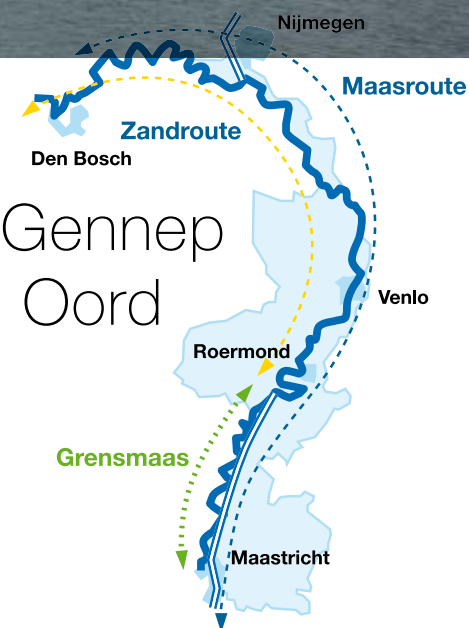 Nijmegen
Maasroute
Zandroute
Den Bosch
Gennep
Oord
Venlo
Roermond
Grensmaas
Maastricht